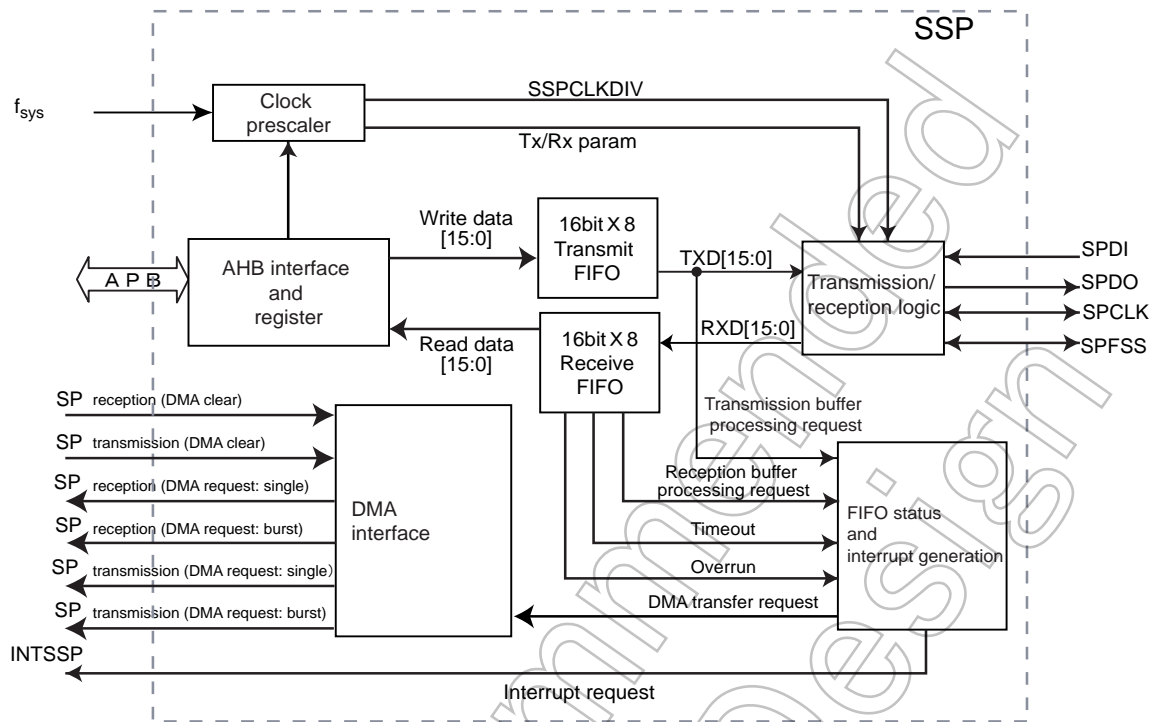 SSP
f_sys
Clock
prescaler
SSPCLKDIV
Tx/Rx param
Write data
[15:0]
16bit X 8
Transmit
FIFO
TXD[15:0]
AHB interface
and
register
A P B
Transmission/
reception logic
SPDI
SPDO
SPCLK
SPFSS
Read data
[15:0]
16bit X 8
Receive
FIFO
RXD[15:0]
SP reception (DMA clear)
SP transmission (DMA clear)
SP reception (DMA request: single)
SP reception (DMA request: burst)
SP transmission (DMA request: single)
SP transmission (DMA request: burst)
DMA
interface
Transmission buffer
processing request
Reception buffer
processing request
Timeout
Overrun
DMA transfer request
FIFO status
and
interrupt generation
INTSSP
Interrupt request
mmended
Design